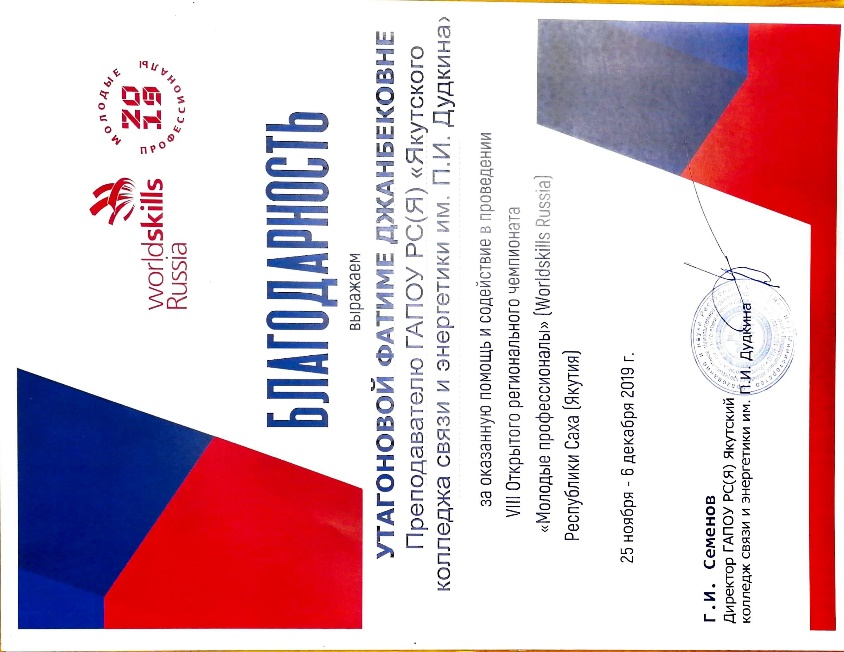 МОЛОДЫЕ ПРОФЕССИОНАЛЫ
2019
worldskills
Russia
БЛАГОДАРНОСТЬ
выражаем
УТАГОНОВОЙ ФАТИМЕ ДЖАНБЕКОВНЕ
Преподавателю ГАПОУ РС(Я) «Якутского
колледжа связи и энергетики им. П.И. Дудкина»
за оказанную помощь и содействие в проведении
VIII Открытого регионального чемпионата
«Молодые профессионалы» (Worldskills Russia)
Республики Саха (Якутия)
25 ноября - 6 декабря 2019 г.
Г.И. Семенов
Директор ГАПОУ РС(Я) Якутский
колледж связи и энергетики им. П.И. Дудкина